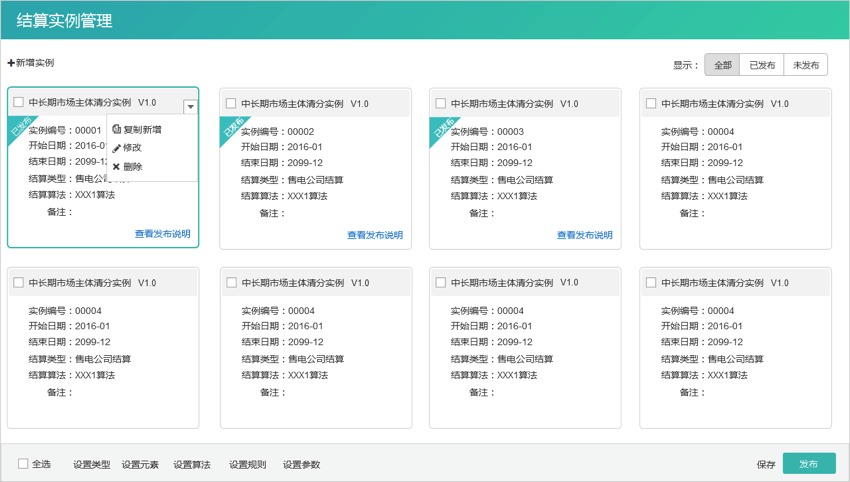 结算实例管理
新增实例
显示： 全部 已发布 未发布
中长期市场主体清分实例 V1.0
已发布
实例编号：00001
开始日期：2016-0
结束日期：2099-1
结算类型：售电公
结算算法：XXX1算法
备注：
查看发布说明
复制新增
修改
删除
中长期市场主体清分实例 V1.0
已发布
实例编号：00002
开始日期：2016-01
结束日期：2099-12
结算类型：售电公司结算
结算算法：XXX1算法
备注：
查看发布说明
中长期市场主体清分实例 V1.0
已发布
实例编号：00003
开始日期：2016-01
结束日期：2099-12
结算类型：售电公司结算
结算算法：XXX1算法
备注：
查看发布说明
中长期市场主体清分实例 V1.0
实例编号：00004
开始日期：2016-01
结束日期：2099-12
结算类型：售电公司结算
结算算法：XXX1算法
备注：
中长期市场主体清分实例 V1.0
实例编号：00004
开始日期：2016-01
结束日期：2099-12
结算类型：售电公司结算
结算算法：XXX1算法
备注：
中长期市场主体清分实例 V1.0
实例编号：00004
开始日期：2016-01
结束日期：2099-12
结算类型：售电公司结算
结算算法：XXX1算法
备注：
中长期市场主体清分实例 V1.0
实例编号：00004
开始日期：2016-01
结束日期：2099-12
结算类型：售电公司结算
结算算法：XXX1算法
备注：
中长期市场主体清分实例 V1.0
实例编号：00004
开始日期：2016-01
结束日期：2099-12
结算类型：售电公司结算
结算算法：XXX1算法
备注：
全选 设置类型 设置元素 设置算法 设置规则 设置参数 保存 发布